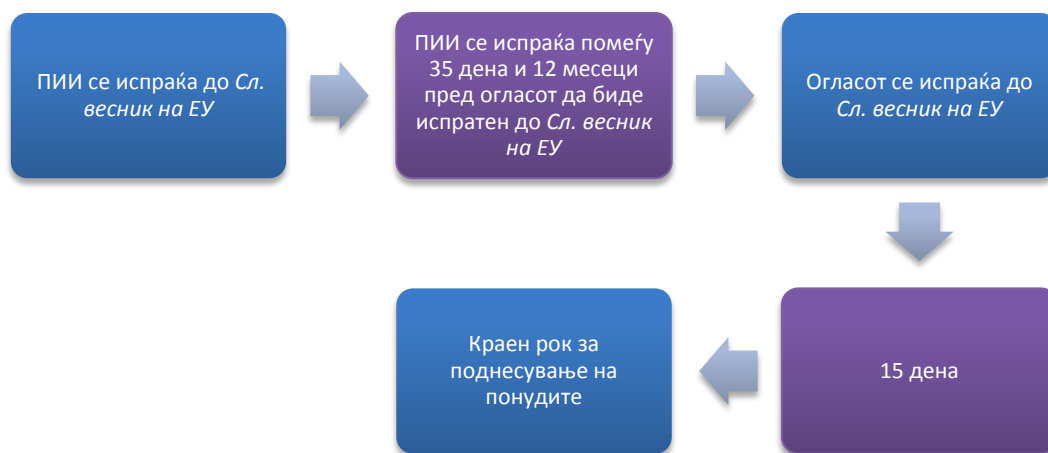 ПИИ се испраќа до Сл.
весник на ЕУ
ПИИ се испраќа помеѓу
35 дена и 12 месеци
пред огласот да биде
испратен до Сл. весник
на ЕУ
Огласот се испраќа до
Сл. весник на ЕУ
15 дена
Краен рок за
поднесување на
понудите